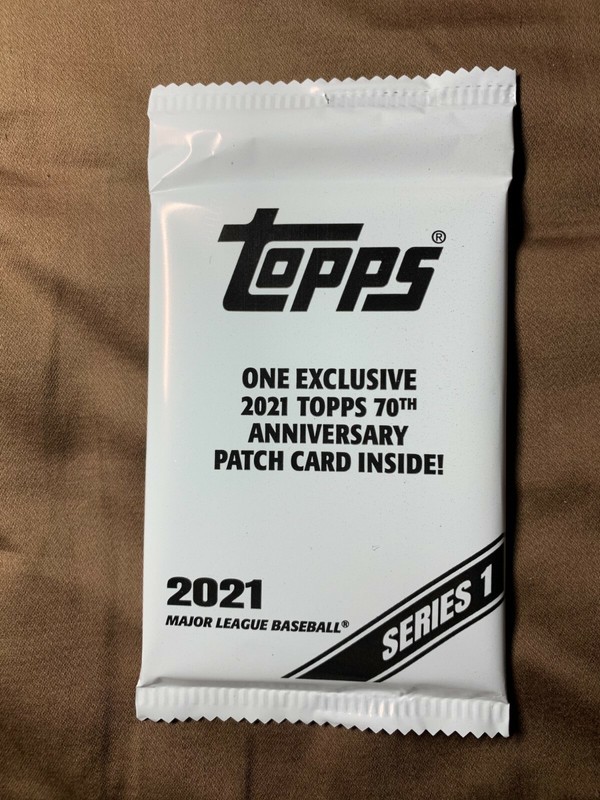 topps®
ONE EXCLUSIVE
2021 TOPPS 70TH
ANNIVERSARY
PATCH CARD INSIDE!
2021
MAJOR LEAGUE BASEBALL®
SERIES 1